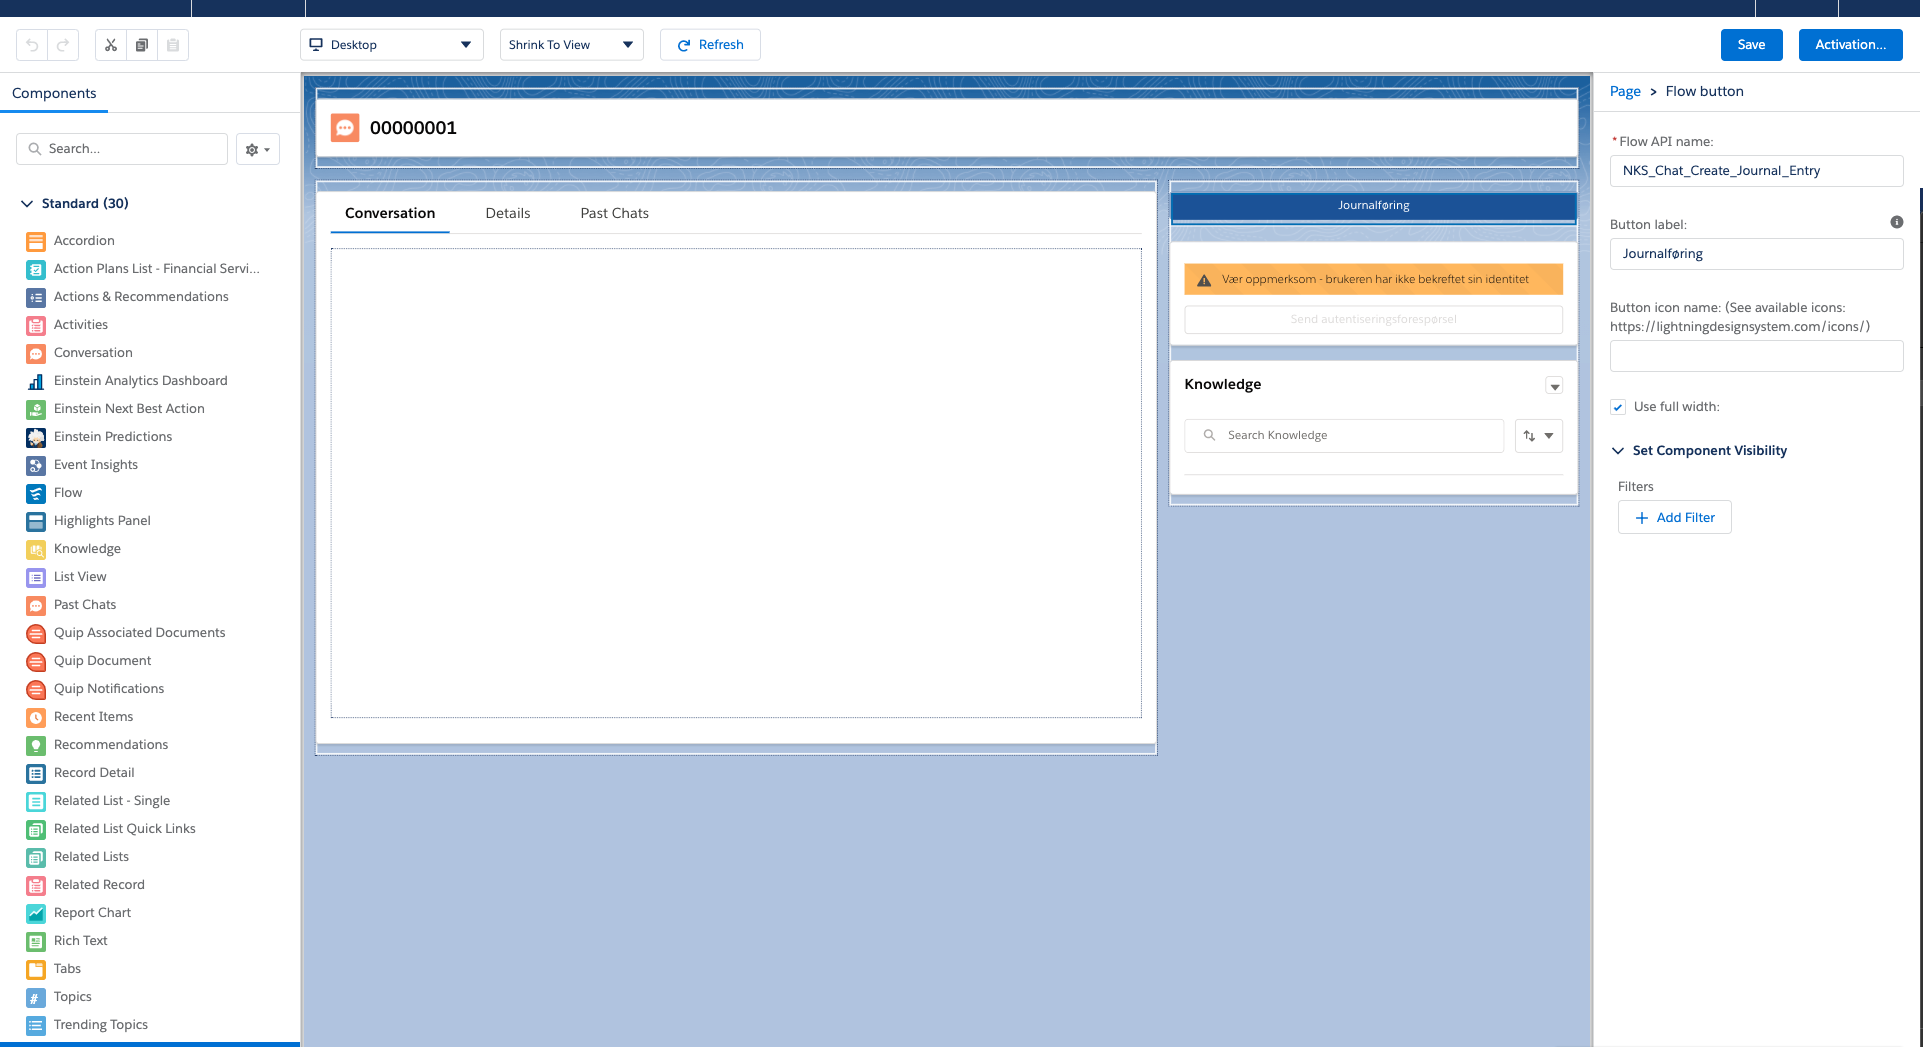 Desktop
Shrink To View
Refresh
Save
Activation...
Components
Search...
Standard (30)
Accordion
Action Plans List - Financial Servi...
Actions & Recommendations
Activities
Conversation
Einstein Analytics Dashboard
Einstein Next Best Action
Einstein Predictions
Event Insights
Flow
Highlights Panel
Knowledge
List View
Past Chats
Quip Associated Documents
Quip Document
Quip Notifications
Recent Items
Recommendations
Record Detail
Related List - Single
Related List Quick Links
Related Lists
Related Record
Report Chart
Rich Text
Tabs
Topics
Trending Topics
00000001
Conversation
Details
Past Chats
Journalføring
Vær oppmerksom - brukeren har ikke bekreftet sin identitet
Send autentiseringsforespørsel
Knowledge
Search Knowledge
Page > Flow button
*Flow API name:
NKS_Chat_Create_Journal_Entry
Button label:
Journalføring
Button icon name: (See available icons:
https://lightningdesignsystem.com/icons/)
Use full width:
Set Component Visibility
Filters
Add Filter